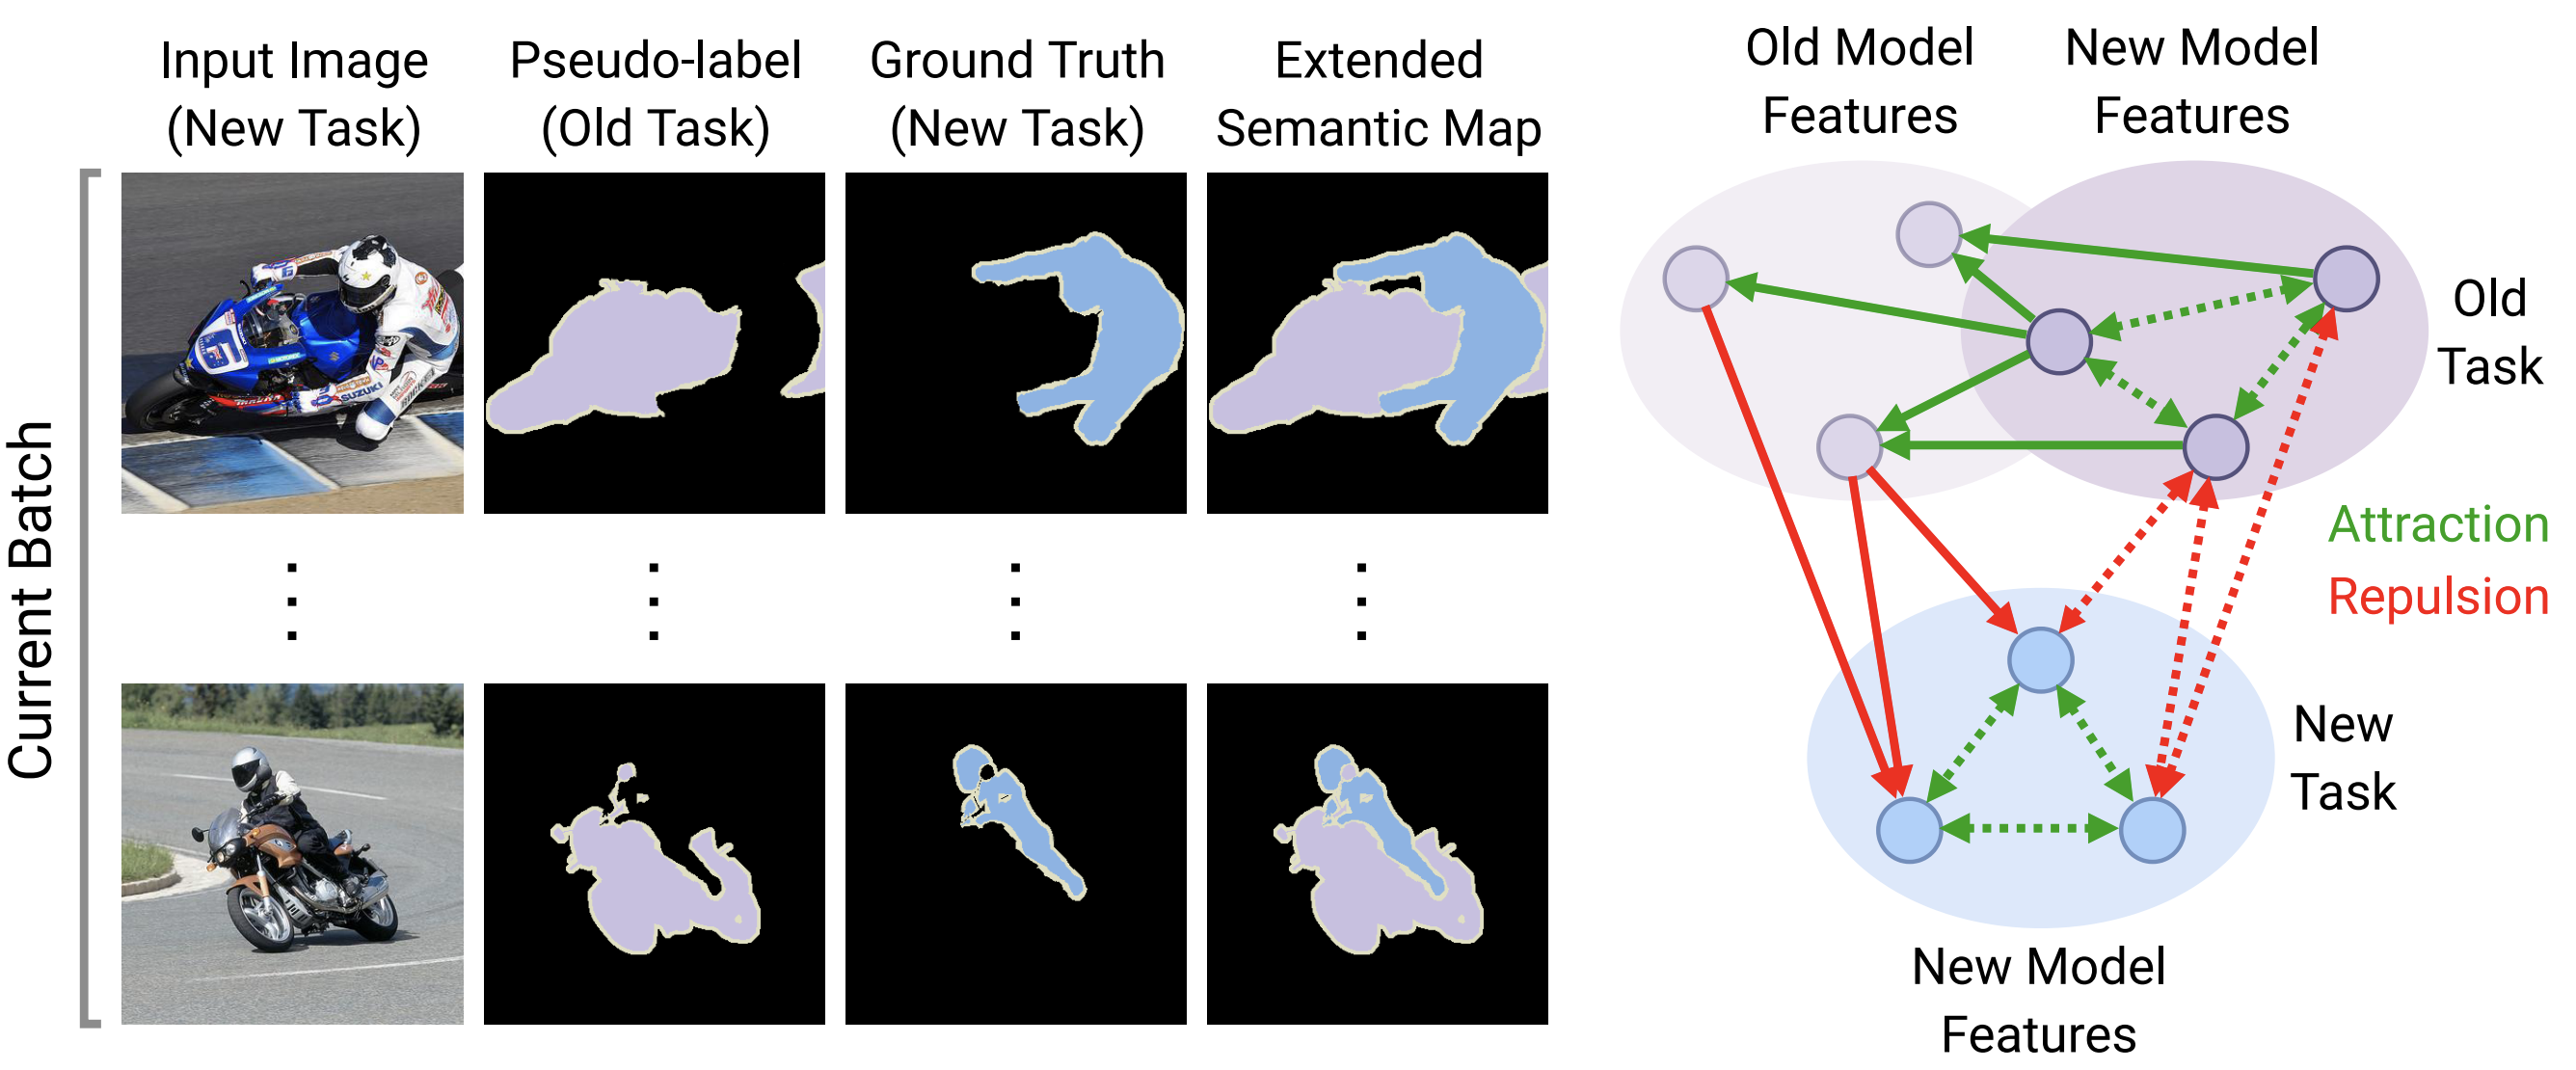 Input Image
(New Task)
Pseudo-label
(Old Task)
Ground Truth
(New Task)
Extended
Semantic Map
Old Model
Features
New Model
Features
Current Batch
SUZUKI
Old
Task
Attraction
Repulsion
New
Task
New Model
Features